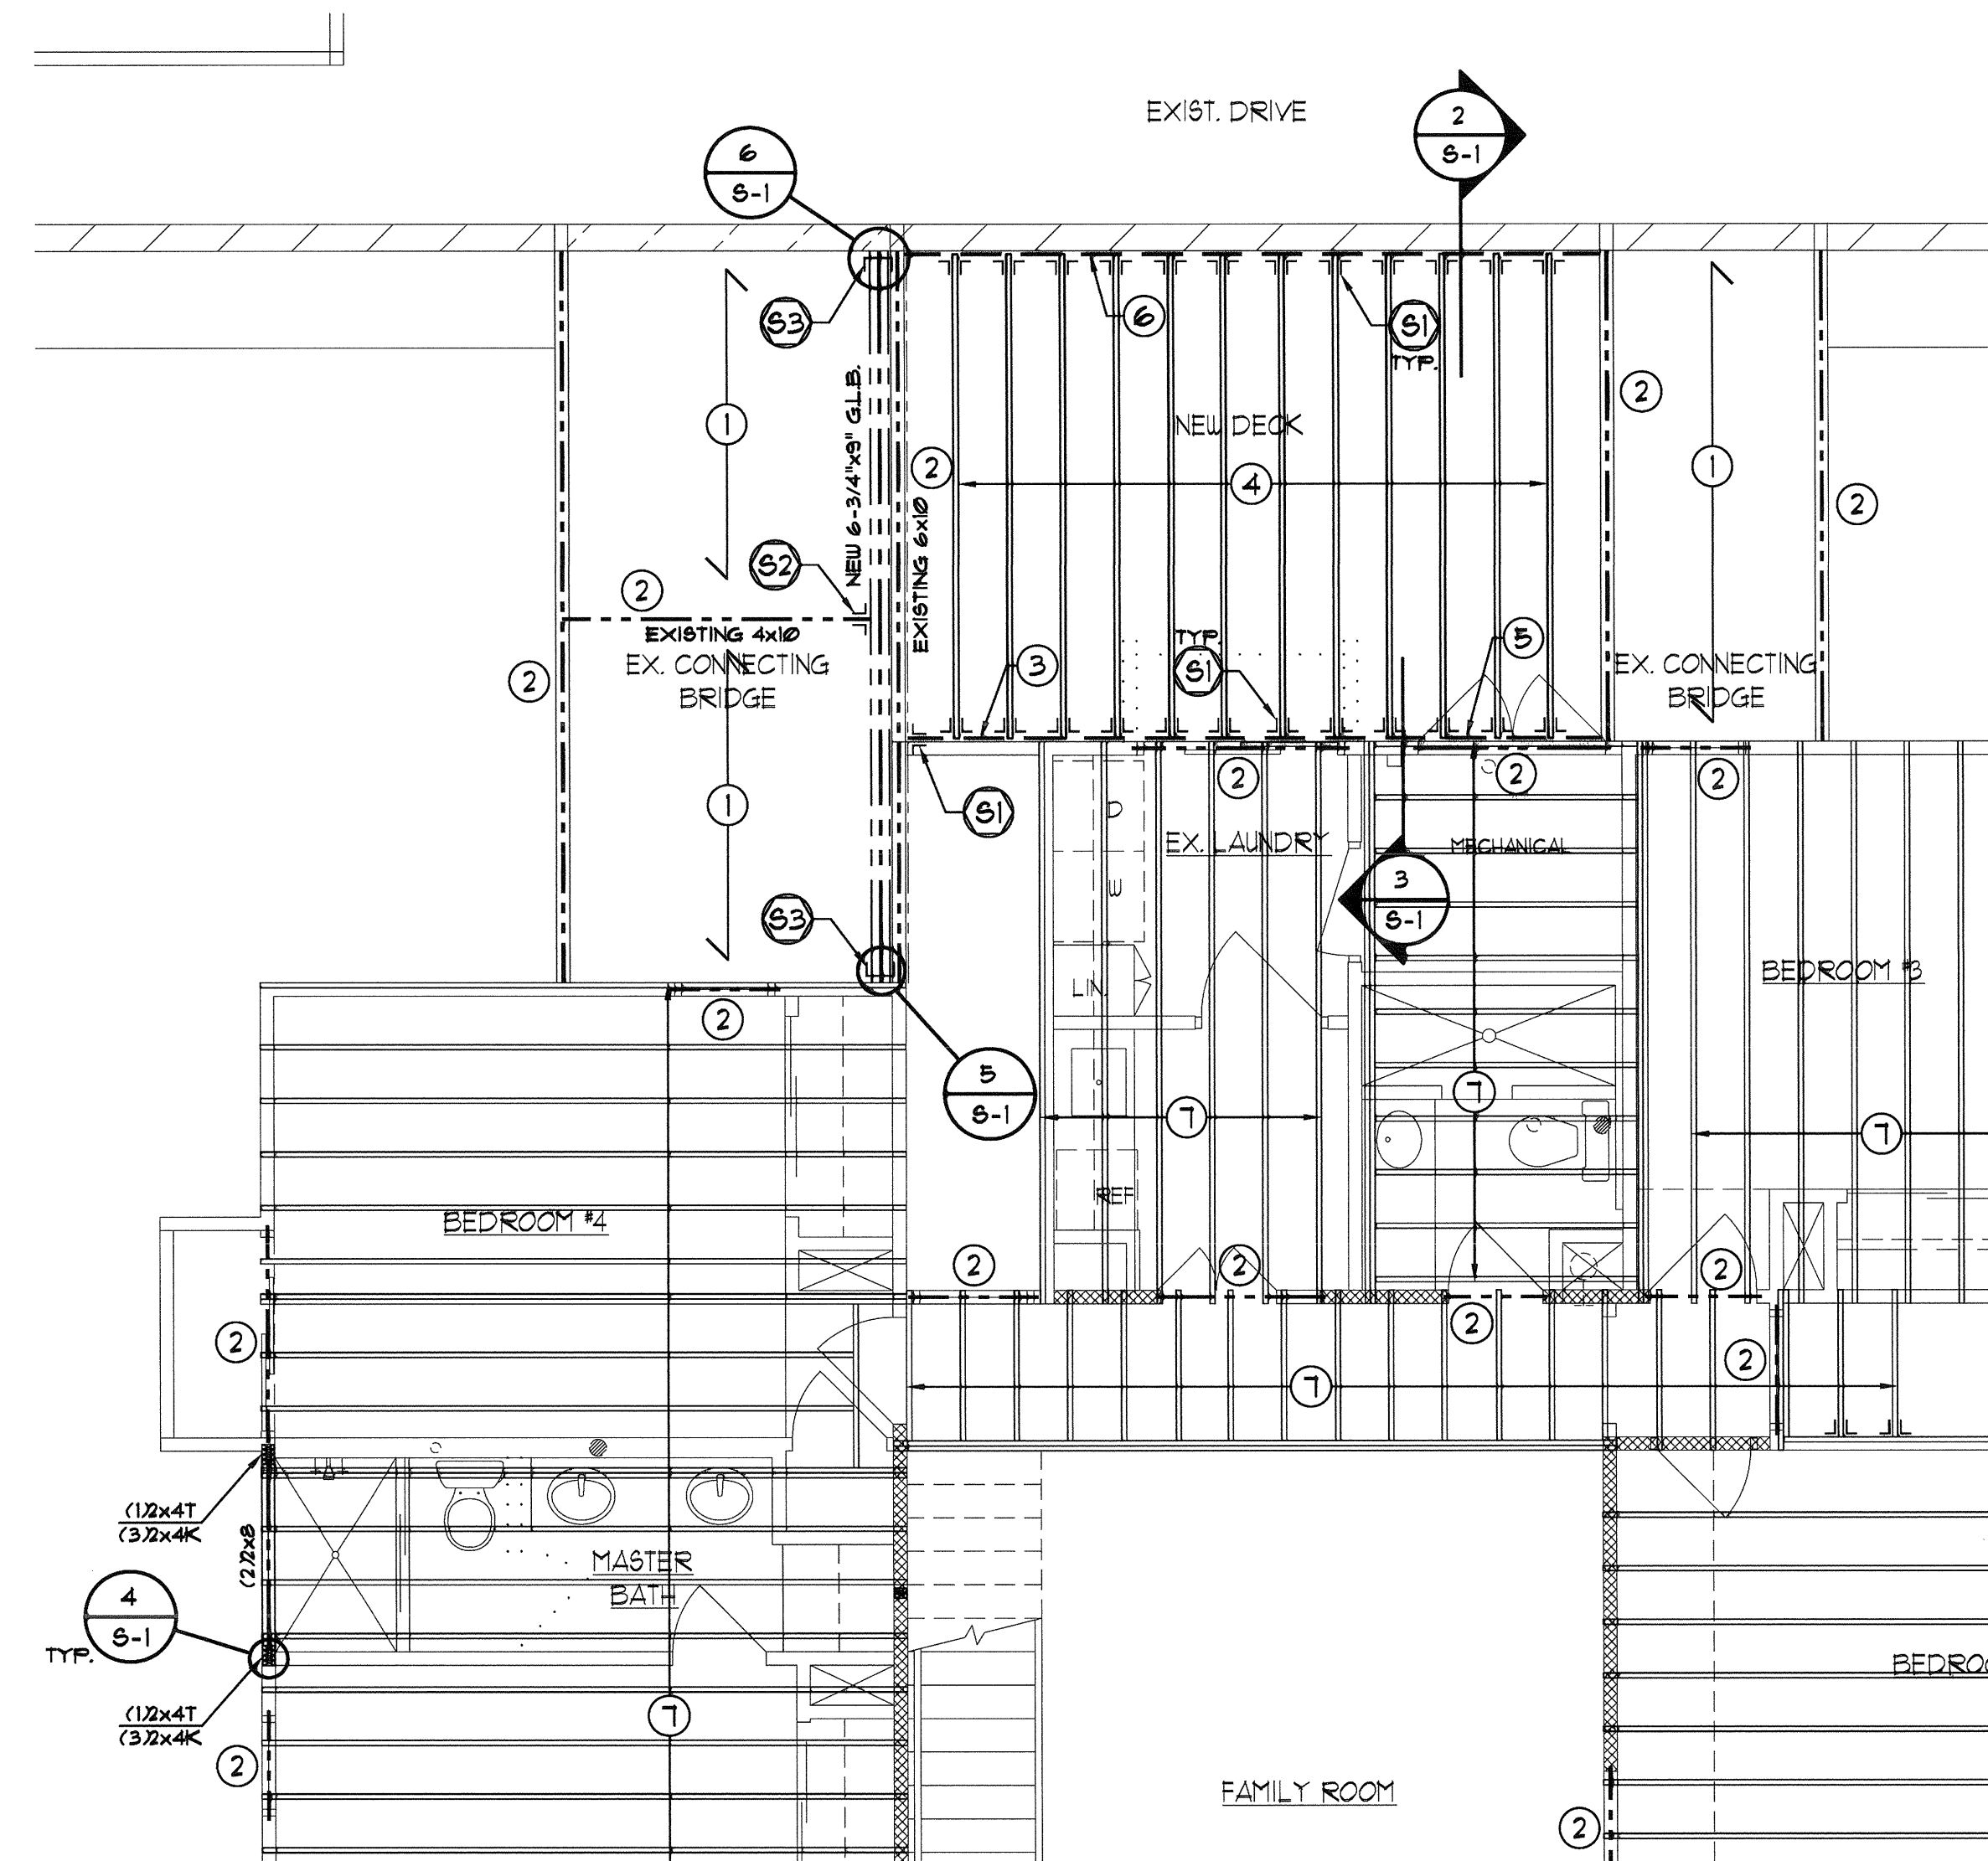 EXIST. DRIVE
2
S-1
6
S-1
S3
6
S1
TYP.
2
1
NEW 6-3/4"x9" G.L.B.
NEW DECK
2
4
1
2
EXISTING 6x10
S2
2
EXISTING 4x10
EX. CONNECTING
BRIDGE
2
3
TYP.
S1
5
EX. CONNECTING
BRIDGE
2
2
2
1
S1
D
EX. LAUNDRY
MECHANICAL
W
3
S-1
S3
BEDROOM #3
LIN.
2
5
S-1
7
7
7
REF
BEDROOM #4
2
2
2
2
2
2
7
(1)2x4T
(3)2x4K
(2)2x8
MASTER
BATH
4
S-1
TYP.
(1)2x4T
(3)2x4K
7
2
BEDROO
FAMILY ROOM
2